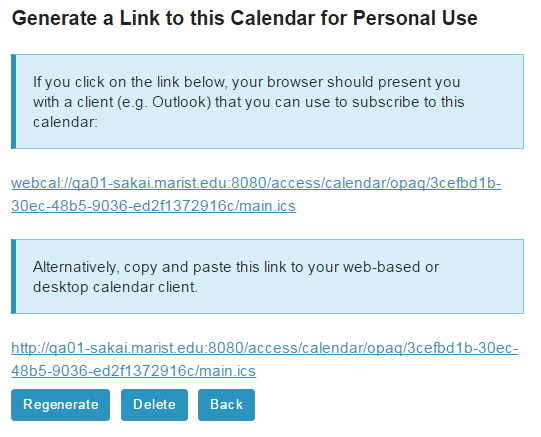 Generate a Link to this Calendar for Personal Use
If you click on the link below, your browser should present you
with a client (e.g. Outlook) that you can use to subscribe to this
calendar:
webcal://qa01-sakai.marist.edu:8080/access/calendar/opaq/3cefbd1b-
30ec-48b5-9036-ed2f1372916c/main.ics
Alternatively, copy and paste this link to your web-based or
desktop calendar client.
http://qa01-sakai.marist.edu:8080/access/calendar/opaq/3cefbd1b-30ec-
48b5-9036-ed2f1372916c/main.ics
Regenerate Delete Back